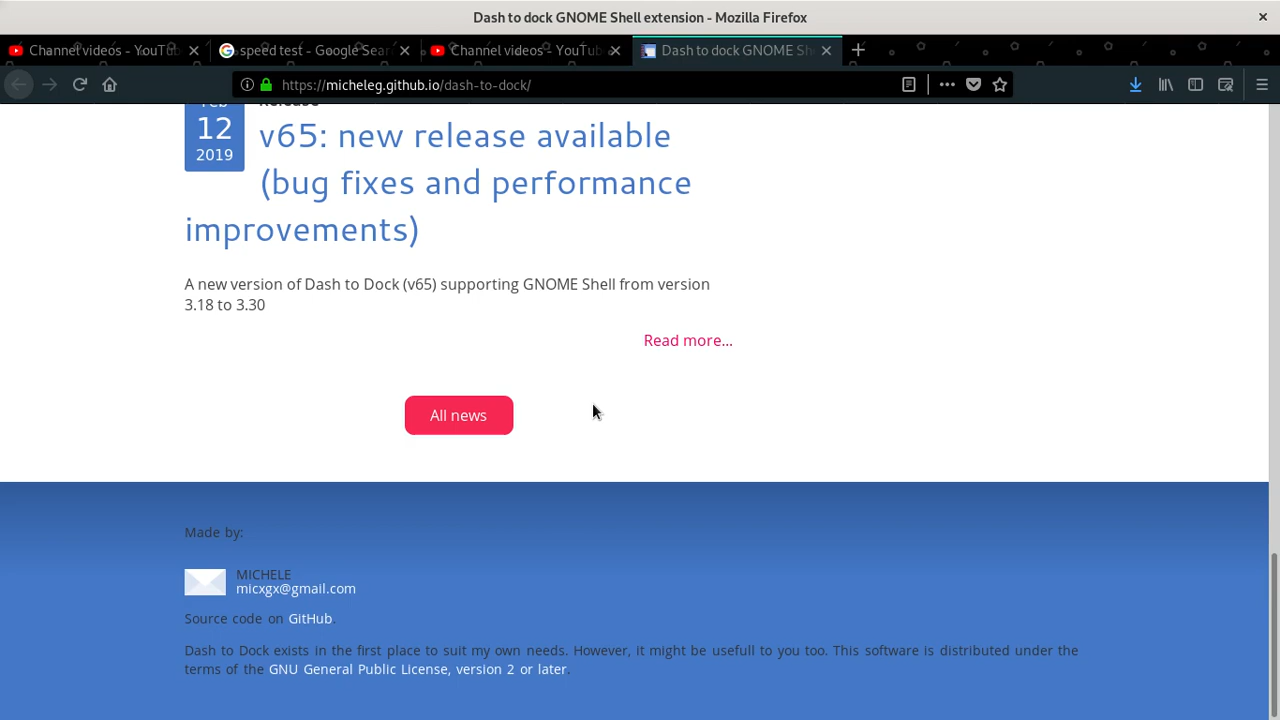 Dash to dock GNOME Shell extension - Mozilla Firefox
Channel videos - YouTu
speed test - Google Sear
Channel videos - YouTub
Dash to dock GNOME Sh
https://micheleg.github.io/dash-to-dock/
Feb
12
2019
Release
v65: new release available
(bug fixes and performance
improvements)
A new version of Dash to Dock (v65) supporting GNOME Shell from version
3.18 to 3.30
Read more...
All news
Made by:
MICHELE
micxgx@gmail.com
Source code on GitHub.
Dash to Dock exists in the first place to suit my own needs. However, it might be usefull to you too. This software is distributed under the
terms of the GNU General Public License, version 2 or later.